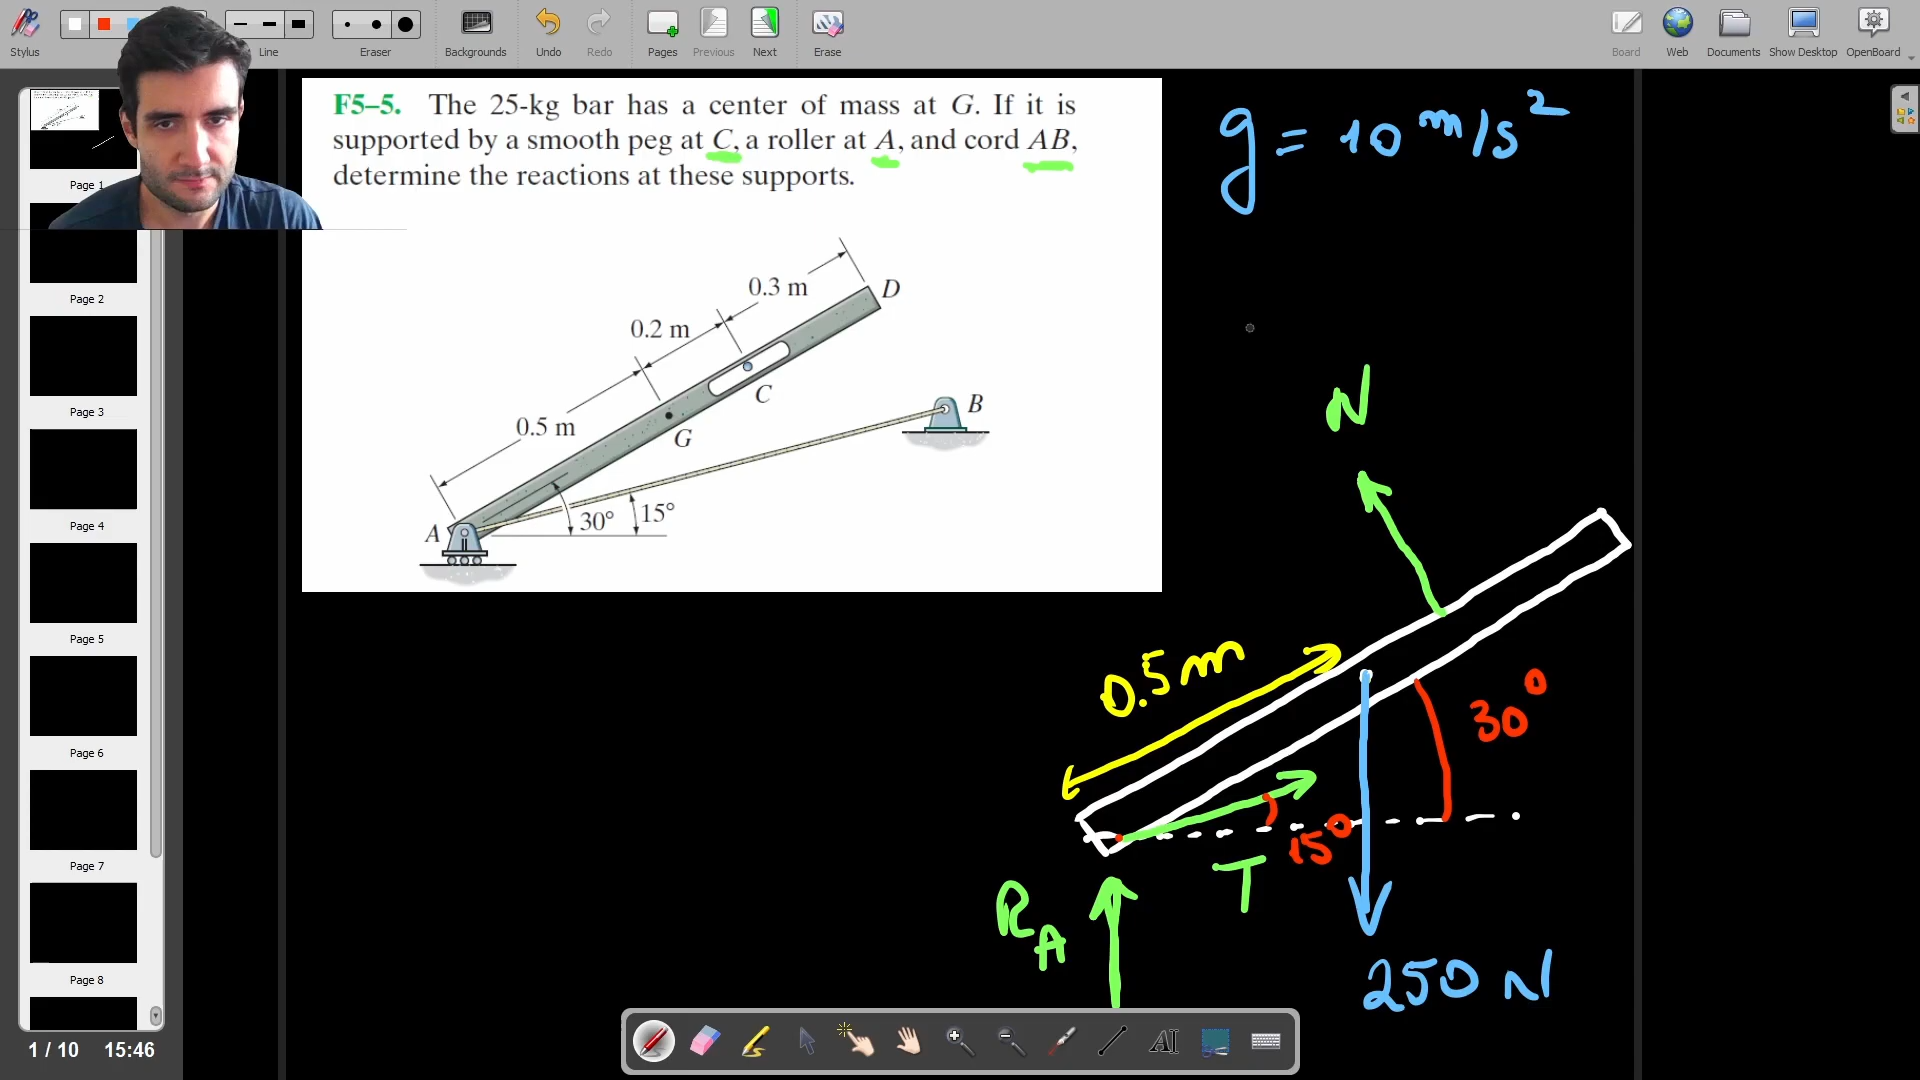 Stylus
Line
Eraser
Backgrounds
Undo
Redo
Pages
Previous
Next
Erase
Board
Web
Documents
Show Desktop
OpenBoard
Page 1
Page 2
Page 3
Page 4
Page 5
Page 6
Page 7
Page 8
1 / 10 15:46
F5–5. The 25-kg bar has a center of mass at G. If it is
supported by a smooth peg at C, a roller at A, and cord AB,
determine the reactions at these supports.
0.3 m
D
0.2 m
C
B
0.5 m
G
A
30°
15°
g = 10 m/s²
N
0.5m
30°
15°
T
R_A
250 N
AI